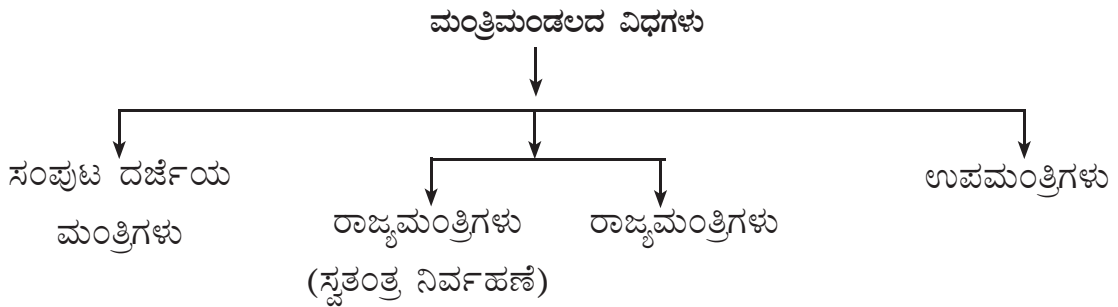 ಮಂತ್ರಿಮಂಡಲದ ವಿಧಗಳು
ಸಂಪುಟ ದರ್ಜೆಯ
ಮಂತ್ರಿಗಳು
ರಾಜ್ಯಮಂತ್ರಿಗಳು
(ಸ್ವತಂತ್ರ ನಿರ್ವಹಣೆ)
ರಾಜ್ಯಮಂತ್ರಿಗಳು
ಉಪಮಂತ್ರಿಗಳು